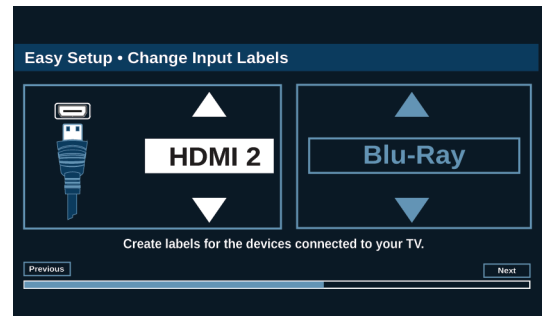 Easy Setup • Change Input Labels
HDMI 2
Blu-Ray
Create labels for the devices connected to your TV.
Previous
Next